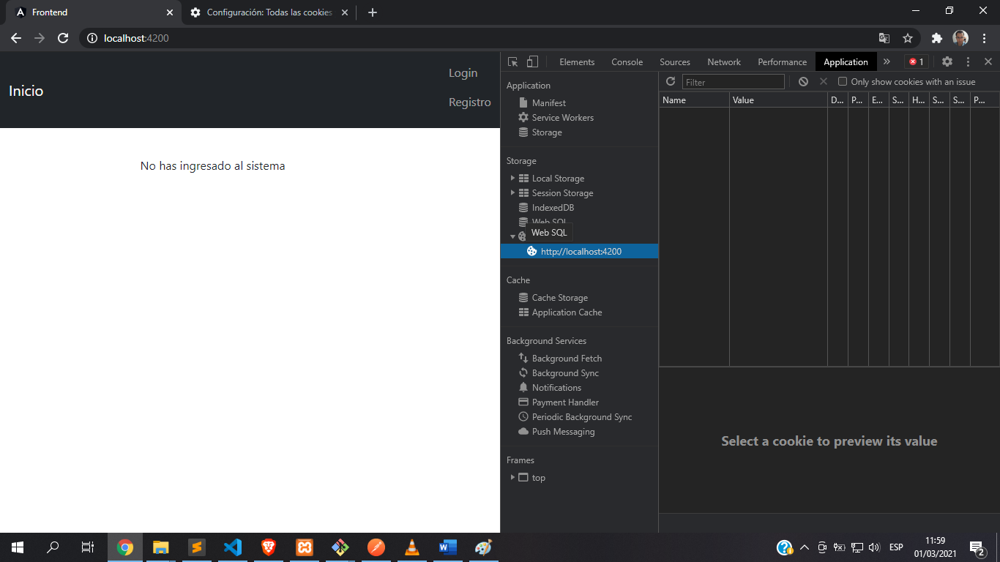 Frontend
Configuración: Todas las cookies
localhost:4200
Inicio
Login
Registro
No has ingresado al sistema
Elements
Console
Sources
Network
Performance
Application
1
Application
Manifest
Service Workers
Storage
Storage
Local Storage
Session Storage
IndexedDB
Web SQL
Web SQL
http://localhost:4200
Cache
Cache Storage
Application Cache
Background Services
Background Fetch
Background Sync
Notifications
Payment Handler
Periodic Background Sync
Push Messaging
Frames
top
Filter
Only show cookies with an issue
Name Value D... P... E... S... H... S... S... P...
Select a cookie to preview its value
ESP
11:59
01/03/2021
2